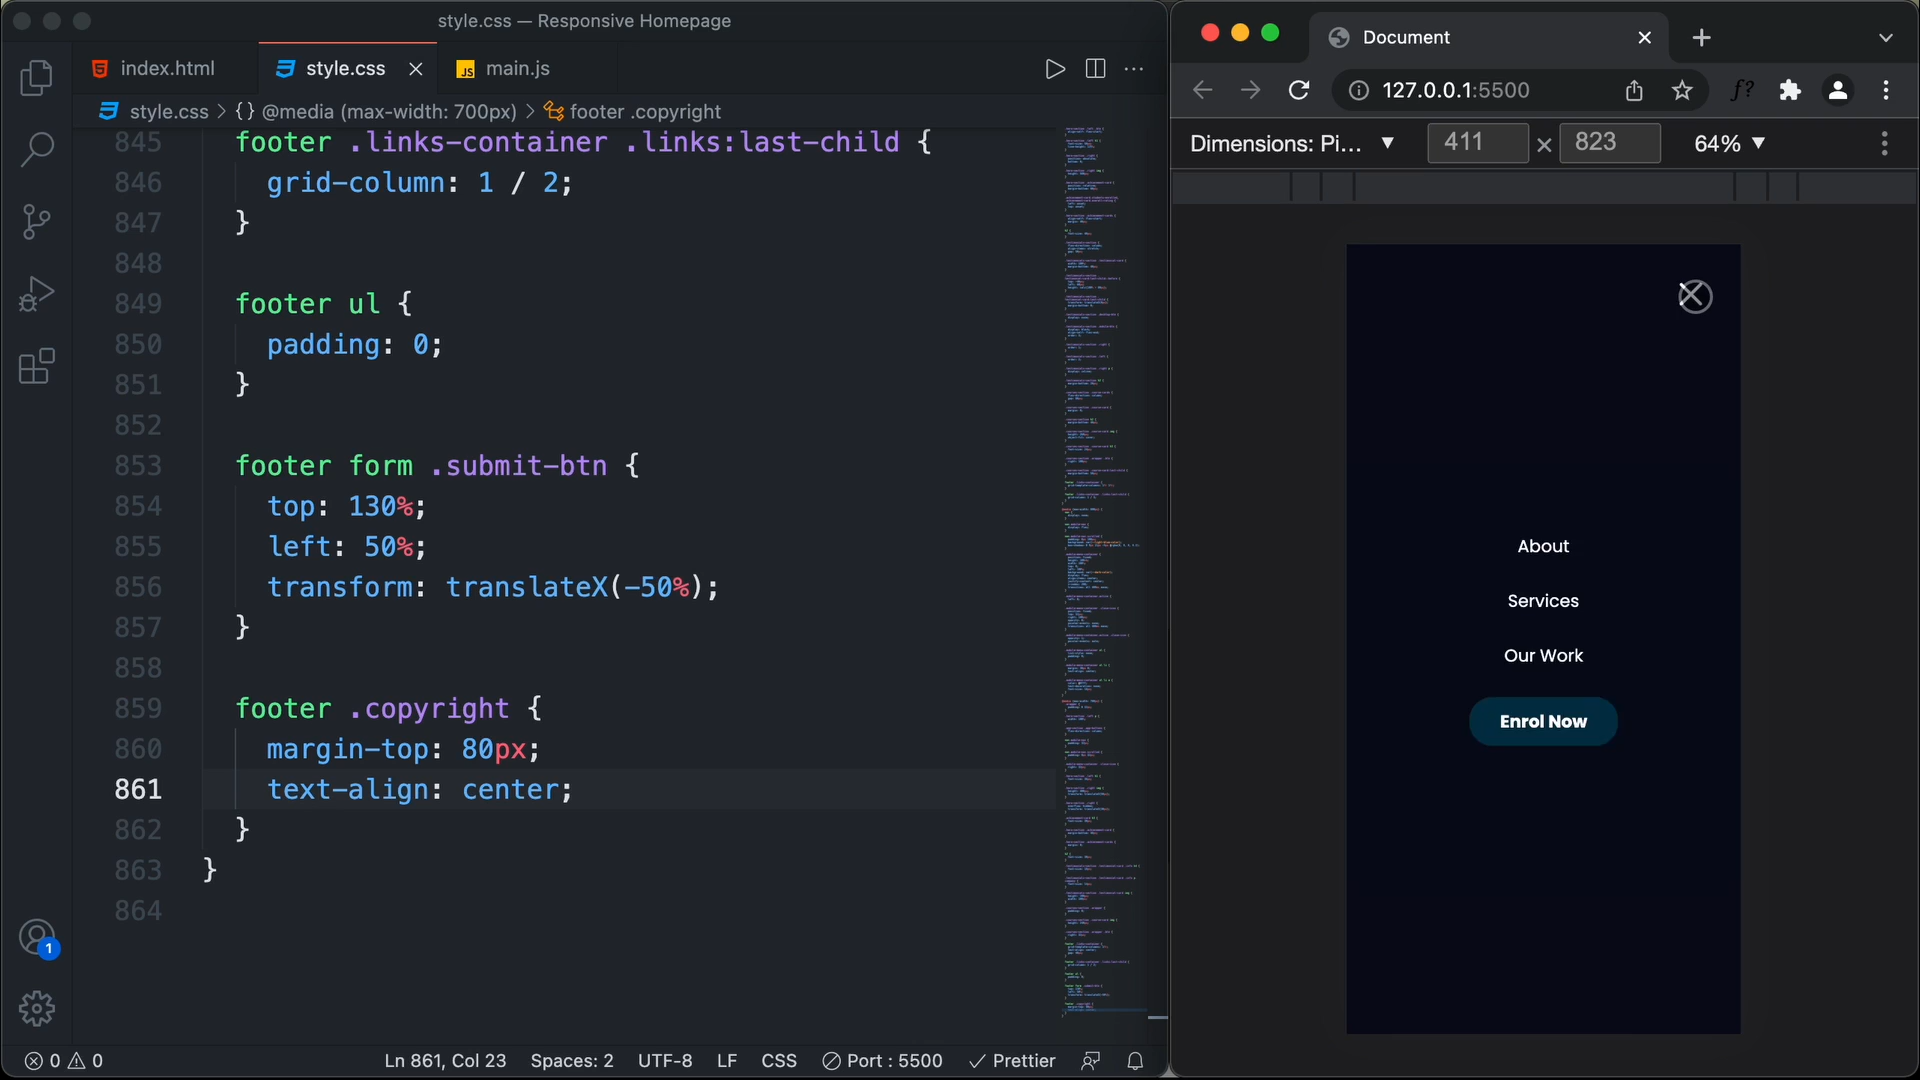 style.css — Responsive Homepage
index.html
style.css
JS main.js
style.css > {} @media (max-width: 700px) > footer .copyright
845 footer .links-container .links:last-child {
846 grid-column: 1 / 2;
847 }
848
849 footer ul {
850 padding: 0;
851 }
852
853 footer form .submit-btn {
854 top: 130%;
855 left: 50%;
856 transform: translateX(-50%);
857 }
858
859 footer .copyright {
860 margin-top: 80px;
861 text-align: center;
862 }
863 }
864
1
0 0
Ln 861, Col 23
Spaces: 2
UTF-8
LF
CSS
Port : 5500
Prettier
Document
127.0.0.1:5500
f?
Dimensions: Pi... 411 × 823 64%
About
Services
Our Work
Enrol Now